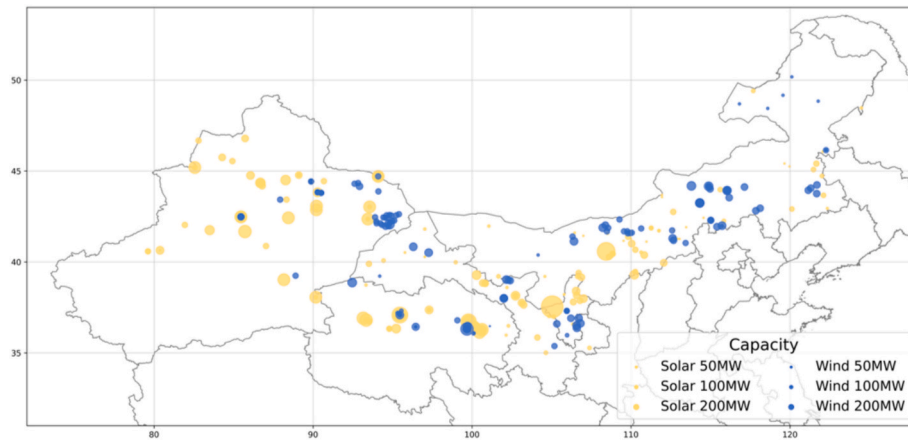 50
45
40
35
80
90
100
110
120
Capacity
Solar 50MW
Wind 50MW
Solar 100MW
Wind 100MW
Solar 200MW
Wind 200MW